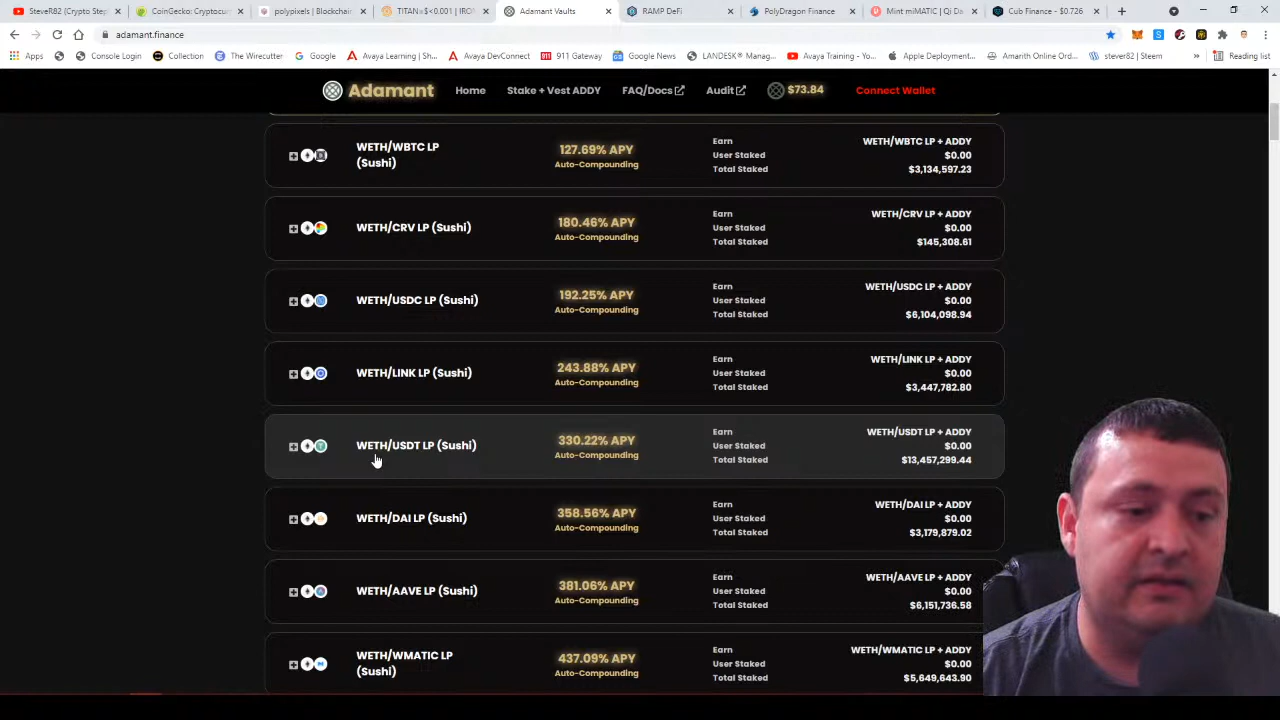 SteveR82 (Crypto Step
CoinGecko: Cryptocur
polypixels | Blockchain
TITAN=$<0.001 | IRO
Adamant Vaults
RAMP DeFi
PolyDragon Finance
Mint miMATIC | Qi Da
Cub Finance - $0.726
adamant.finance
Apps
Console Login
Collection
The Wirecutter
Google
Avaya Learning | Sh...
Avaya DevConnect
911 Gateway
Google News
LANDESK® Manag...
Avaya Training - Yo...
Apple Deployment...
Amarith Online Ord...
stever82 | Steem
Reading list
Adamant
Home
Stake + Vest ADDY
FAQ/Docs
Audit
$73.84
Connect Wallet
WETH/WBTC LP
(Sushi)
127.69% APY
Auto-Compounding
Earn
WETH/WBTC LP + ADDY
User Staked
$0.00
Total Staked
$3,134,597.23
WETH/CRV LP (Sushi)
180.46% APY
Auto-Compounding
Earn
WETH/CRV LP + ADDY
User Staked
$0.00
Total Staked
$145,308.61
WETH/USDC LP (Sushi)
192.25% APY
Auto-Compounding
Earn
WETH/USDC LP + ADDY
User Staked
$0.00
Total Staked
$6,104,098.94
WETH/LINK LP (Sushi)
243.88% APY
Auto-Compounding
Earn
WETH/LINK LP + ADDY
User Staked
$0.00
Total Staked
$3,447,782.80
WETH/USDT LP (Sushi)
330.22% APY
Auto-Compounding
Earn
WETH/USDT LP + ADDY
User Staked
$0.00
Total Staked
$13,457,299.44
WETH/DAI LP (Sushi)
358.56% APY
Auto-Compounding
Earn
WETH/DAI LP + ADDY
User Staked
$0.00
Total Staked
$3,179,879.02
WETH/AAVE LP (Sushi)
381.06% APY
Auto-Compounding
Earn
WETH/AAVE LP + ADDY
User Staked
$0.00
Total Staked
$6,151,736.58
WETH/WMATIC LP
(Sushi)
437.09% APY
Auto-Compounding
Earn
WETH/WMATIC LP + ADDY
User Staked
$0.00
Total Staked
$5,649,643.90